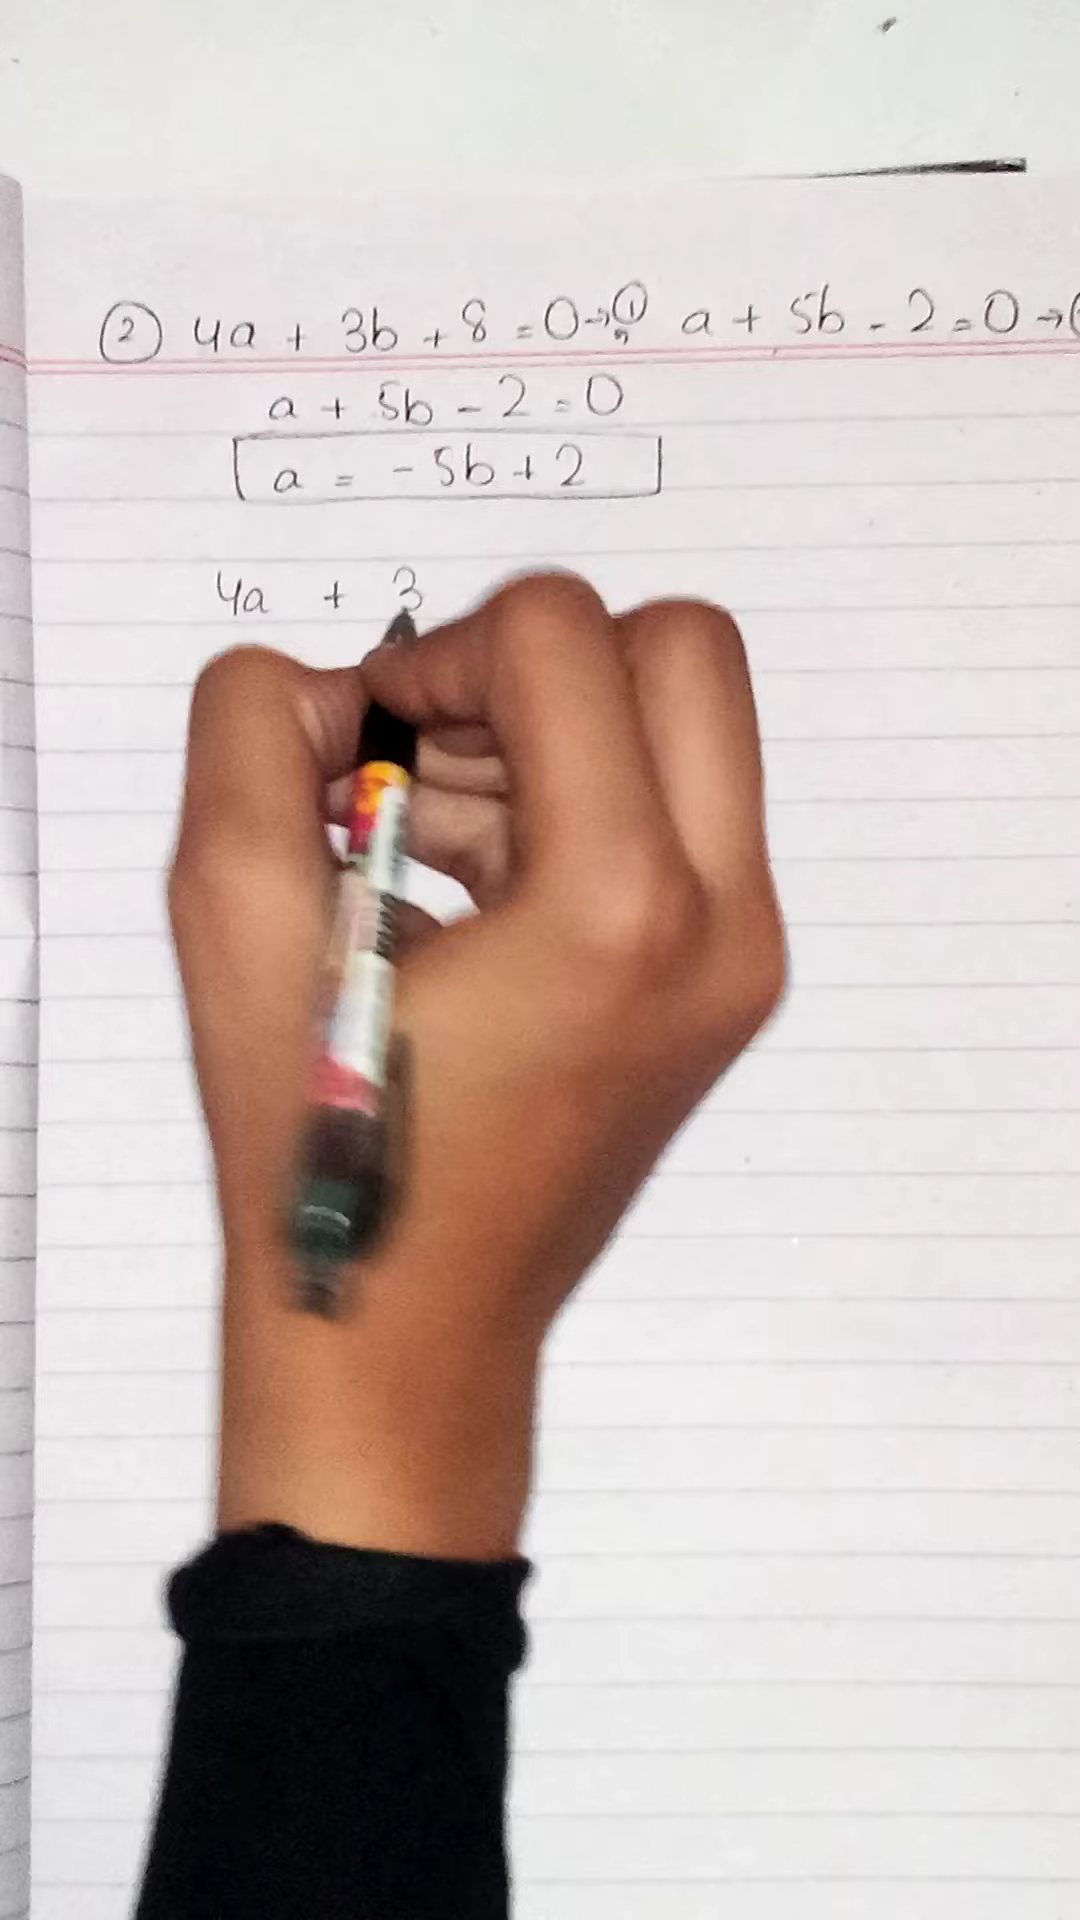 ② 4a + 3b + 8 = 0 → ① , a + 5b - 2 = 0 →
a + 5b - 2 = 0
a = - 5b + 2
4a + 3